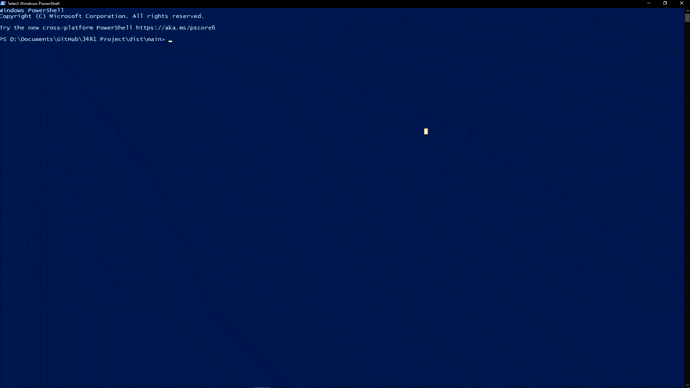 Select Windows PowerShell
Windows PowerShell
Copyright (C) Microsoft Corporation. All rights reserved.
Try the new cross-platform PowerShell https://aka.ms/pscore6
PS D:\Documents\GitHub\3481 Project\dist\main>